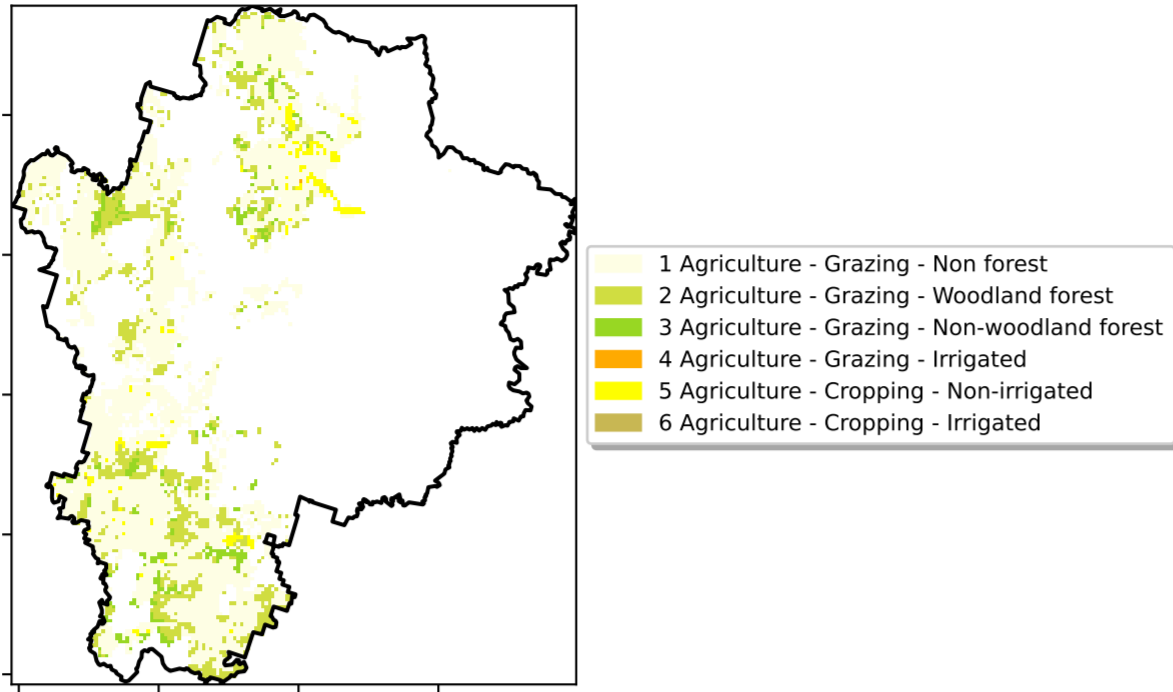 1 Agriculture - Grazing - Non forest
2 Agriculture - Grazing - Woodland forest
3 Agriculture - Grazing - Non-woodland forest
4 Agriculture - Grazing - Irrigated
5 Agriculture - Cropping - Non-irrigated
6 Agriculture - Cropping - Irrigated